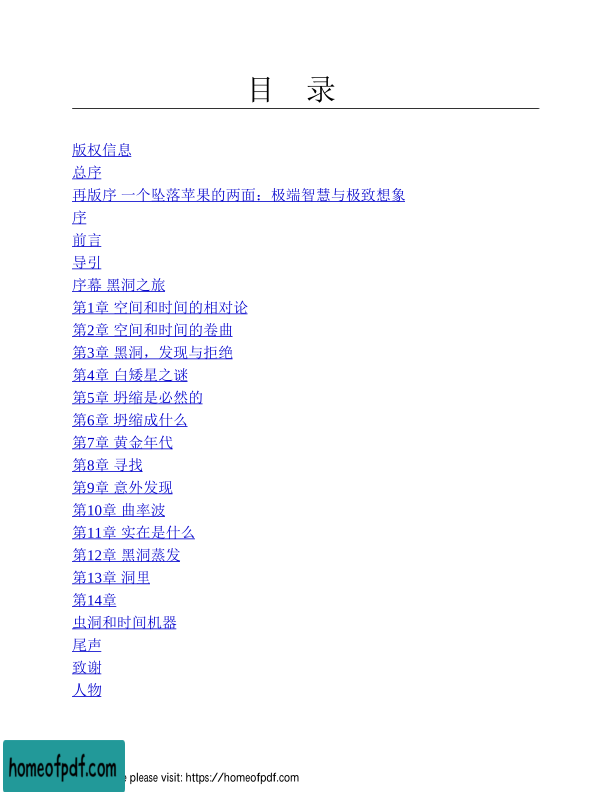 目 录
版权信息
总序
再版序 一个坠落苹果的两面：极端智慧与极致想象
序
前言
导引
序幕 黑洞之旅
第1章 空间和时间的相对论
第2章 空间和时间的卷曲
第3章 黑洞，发现与拒绝
第4章 白矮星之谜
第5章 坍缩是必然的
第6章 坍缩成什么
第7章 黄金年代
第8章 寻找
第9章 意外发现
第10章 曲率波
第11章 实在是什么
第12章 黑洞蒸发
第13章 洞里
第14章
虫洞和时间机器
尾声
致谢
人物
homeofpdf.com
please visit: https://homeofpdf.com